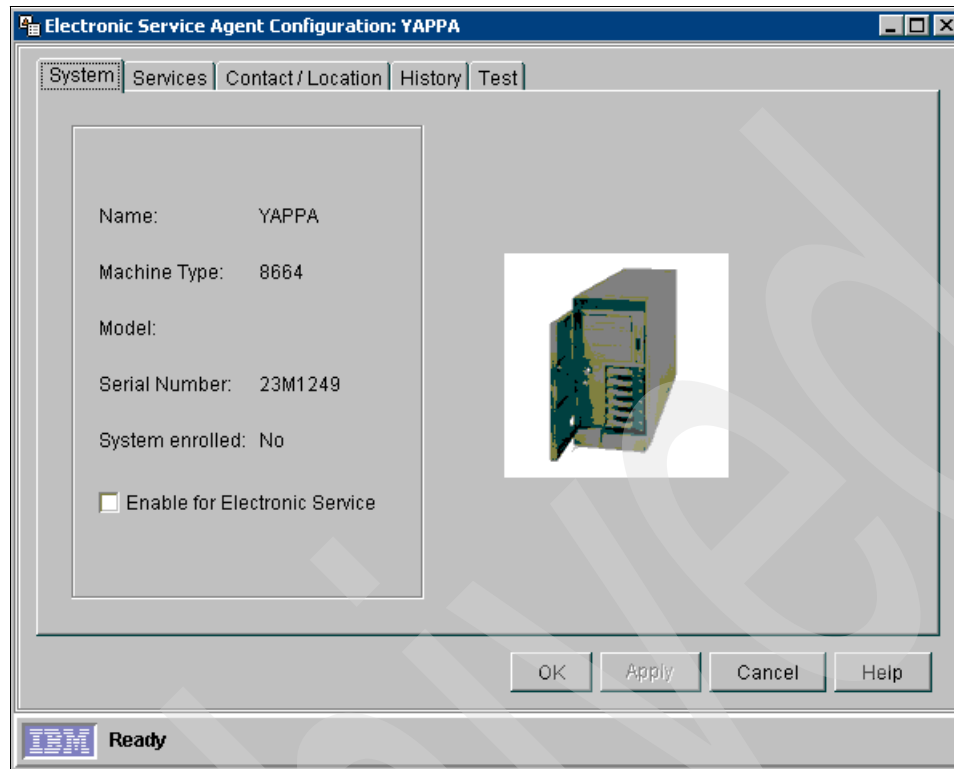 Electronic Service Agent Configuration: YAPPA
System Services Contact / Location History Test
Name: YAPPA
Machine Type: 8664
Model:
Serial Number: 23M1249
System enrolled: No
Enable for Electronic Service
OK Apply Cancel Help
IBM Ready